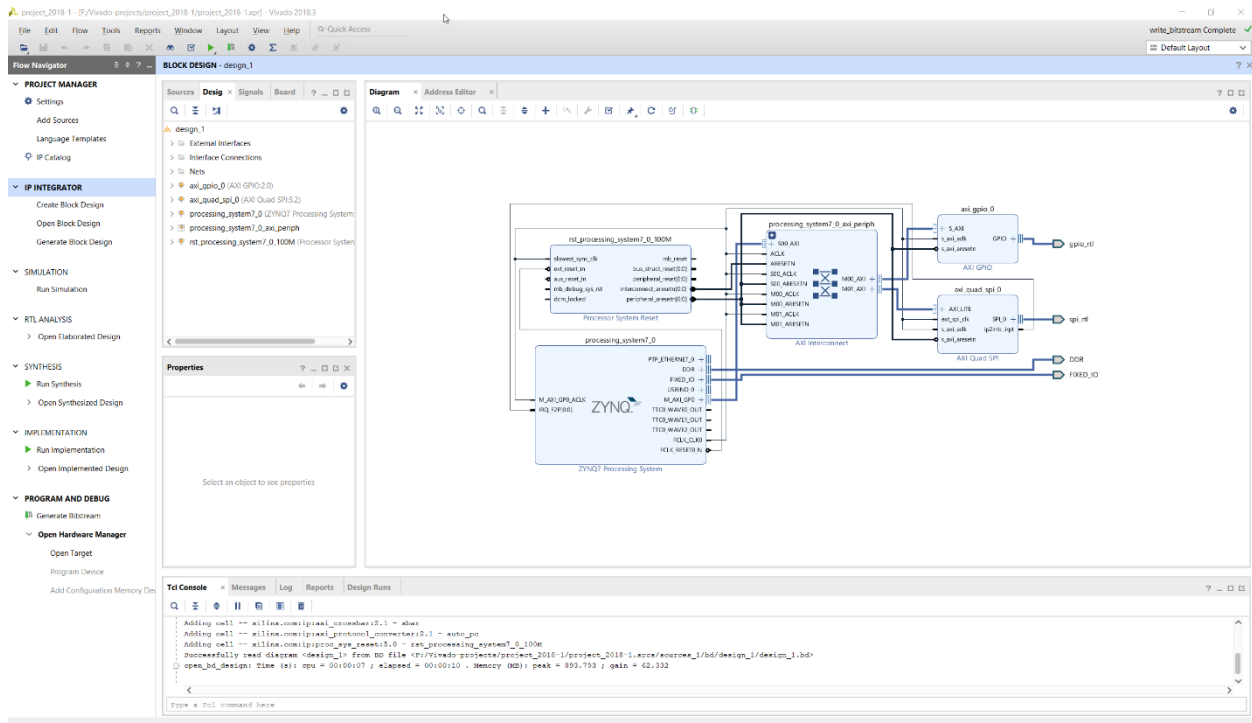 project_2018-1 - [F:/Vivado-projects/project_2018-1/project_2018-1.xpr] - Vivado 2018.3
File Edit Flow Tools Reports Window Layout View Help Q- Quick Access
write_bitstream Complete
Default Layout
Flow Navigator
BLOCK DESIGN - design_1
PROJECT MANAGER
Settings
Add Sources
Language Templates
IP Catalog
IP INTEGRATOR
Create Block Design
Open Block Design
Generate Block Design
SIMULATION
Run Simulation
RTL ANALYSIS
Open Elaborated Design
SYNTHESIS
Run Synthesis
Open Synthesized Design
IMPLEMENTATION
Run Implementation
Open Implemented Design
PROGRAM AND DEBUG
Generate Bitstream
Open Hardware Manager
Open Target
Program Device
Add Configuration Memory Dev
Sources Desig Signals Board
design_1
External Interfaces
Interface Connections
Nets
axi_gpio_0 (AXI GPIO:2.0)
axi_quad_spi_0 (AXI Quad SPI:3.2)
processing_system7_0 (ZYNQ7 Processing System:
processing_system7_0_axi_periph
rst_processing_system7_0_100M (Processor System
Properties
Select an object to see properties
Diagram Address Editor
rst_processing_system7_0_100M
slowest_sync_clk mb_reset
ext_reset_in bus_struct_reset[0:0]
aux_reset_in peripheral_reset[0:0]
mb_debug_sys_rst interconnect_aresetn[0:0]
dcm_locked peripheral_aresetn[0:0]
Processor System Reset
processing_system7_0
PTP_ETHERNET_0
DDR
FIXED_IO
USBIND_0
M_AXI_GP0_ACLK M_AXI_GP0
IRQ_F2P[0:0] ZYNQ TTC0_WAVE0_OUT
TTC0_WAVE1_OUT
TTC0_WAVE2_OUT
FCLK_CLK0
FCLK_RESET0_N
ZYNQ7 Processing System
processing_system7_0_axi_periph
S00_AXI
ACLK
ARESETN
S00_ACLK
S00_ARESETN M00_AXI
M00_ACLK M01_AXI
M00_ARESETN
M01_ACLK
M01_ARESETN
AXI Interconnect
axi_gpio_0
S_AXI
s_axi_aclk GPIO
s_axi_aresetn
AXI GPIO
axi_quad_spi_0
AXI_LITE
ext_spi_clk SPI_0
s_axi_aclk ip2intc_irpt
s_axi_aresetn
AXI Quad SPI
gpio_rtl
spi_rtl
DDR
FIXED_IO
Tcl Console Messages Log Reports Design Runs
Adding cell -- xilinx.com:ip:axi_crossbar:2.1 - xbar
Adding cell -- xilinx.com:ip:axi_protocol_converter:2.1 - auto_pc
Adding cell -- xilinx.com:ip:proc_sys_reset:5.0 - rst_processing_system7_0_100M
Successfully read diagram <design_1> from BD file <F:/Vivado-projects/project_2018-1/project_2018-1.srcs/sources_1/bd/design_1/design_1.bd>
open_bd_design: Time (s): cpu = 00:00:07 ; elapsed = 00:00:10 . Memory (MB): peak = 893.793 ; gain = 62.332
Type a Tcl command here